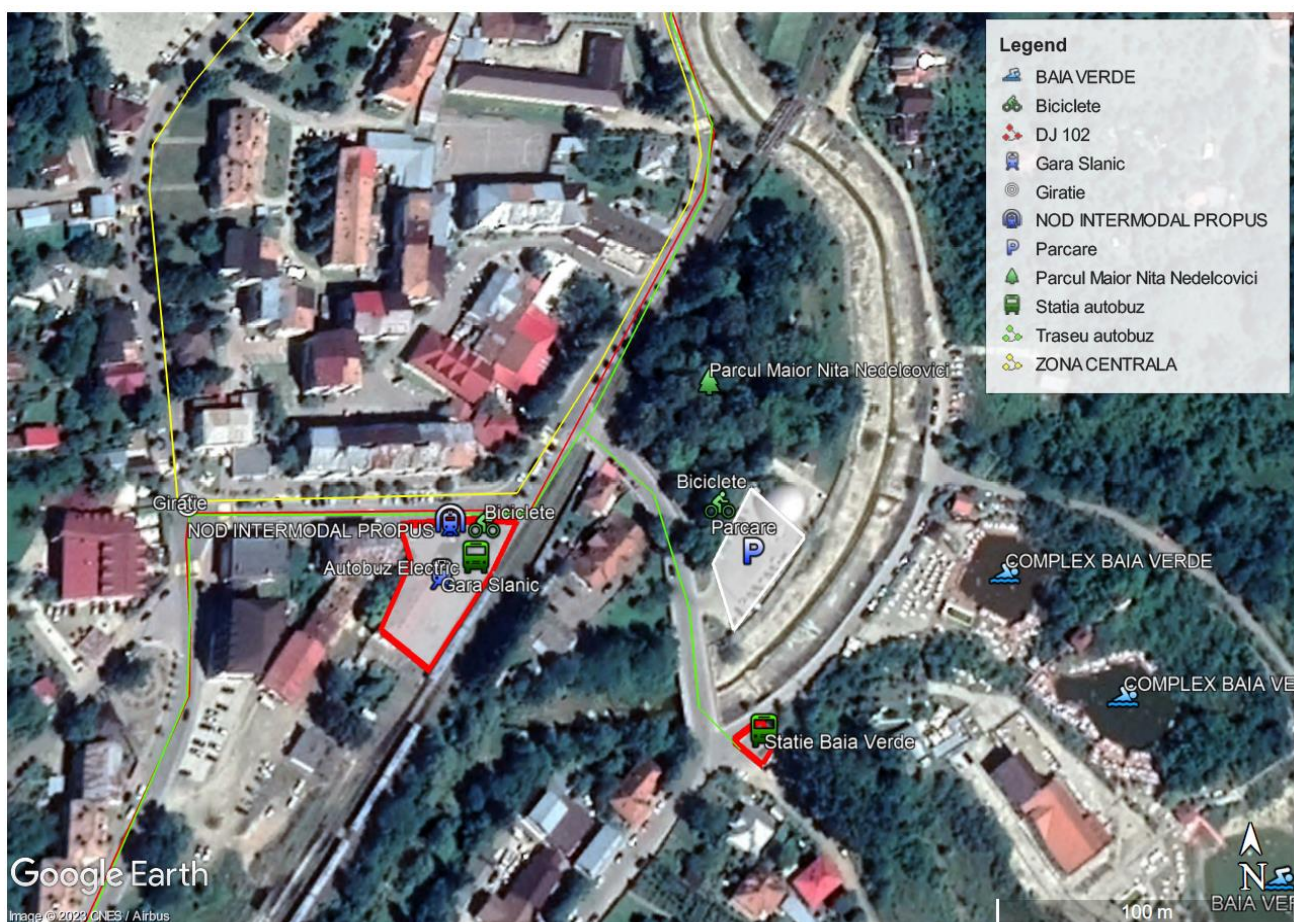 Legend
BAIA VERDE
Biciclete
DJ 102
Gara Slanic
Giratie
NOD INTERMODAL PROPUS
Parcare
Parcul Maior Nita Nedelcovici
Statia autobuz
Traseu autobuz
ZONA CENTRALA
Parcul Maior Nita Nedelcovici
Biciclete
Giratie
Biciclete
NOD INTERMODAL PROPUS
Parcare
COMPLEX BAIA VERDE
Autobuz Electric
Gara Slanic
COMPLEX BAIA VE
Statie Baia Verde
Google Earth
N
Image © 2023 CNES / Airbus
100 m
BAIA VER